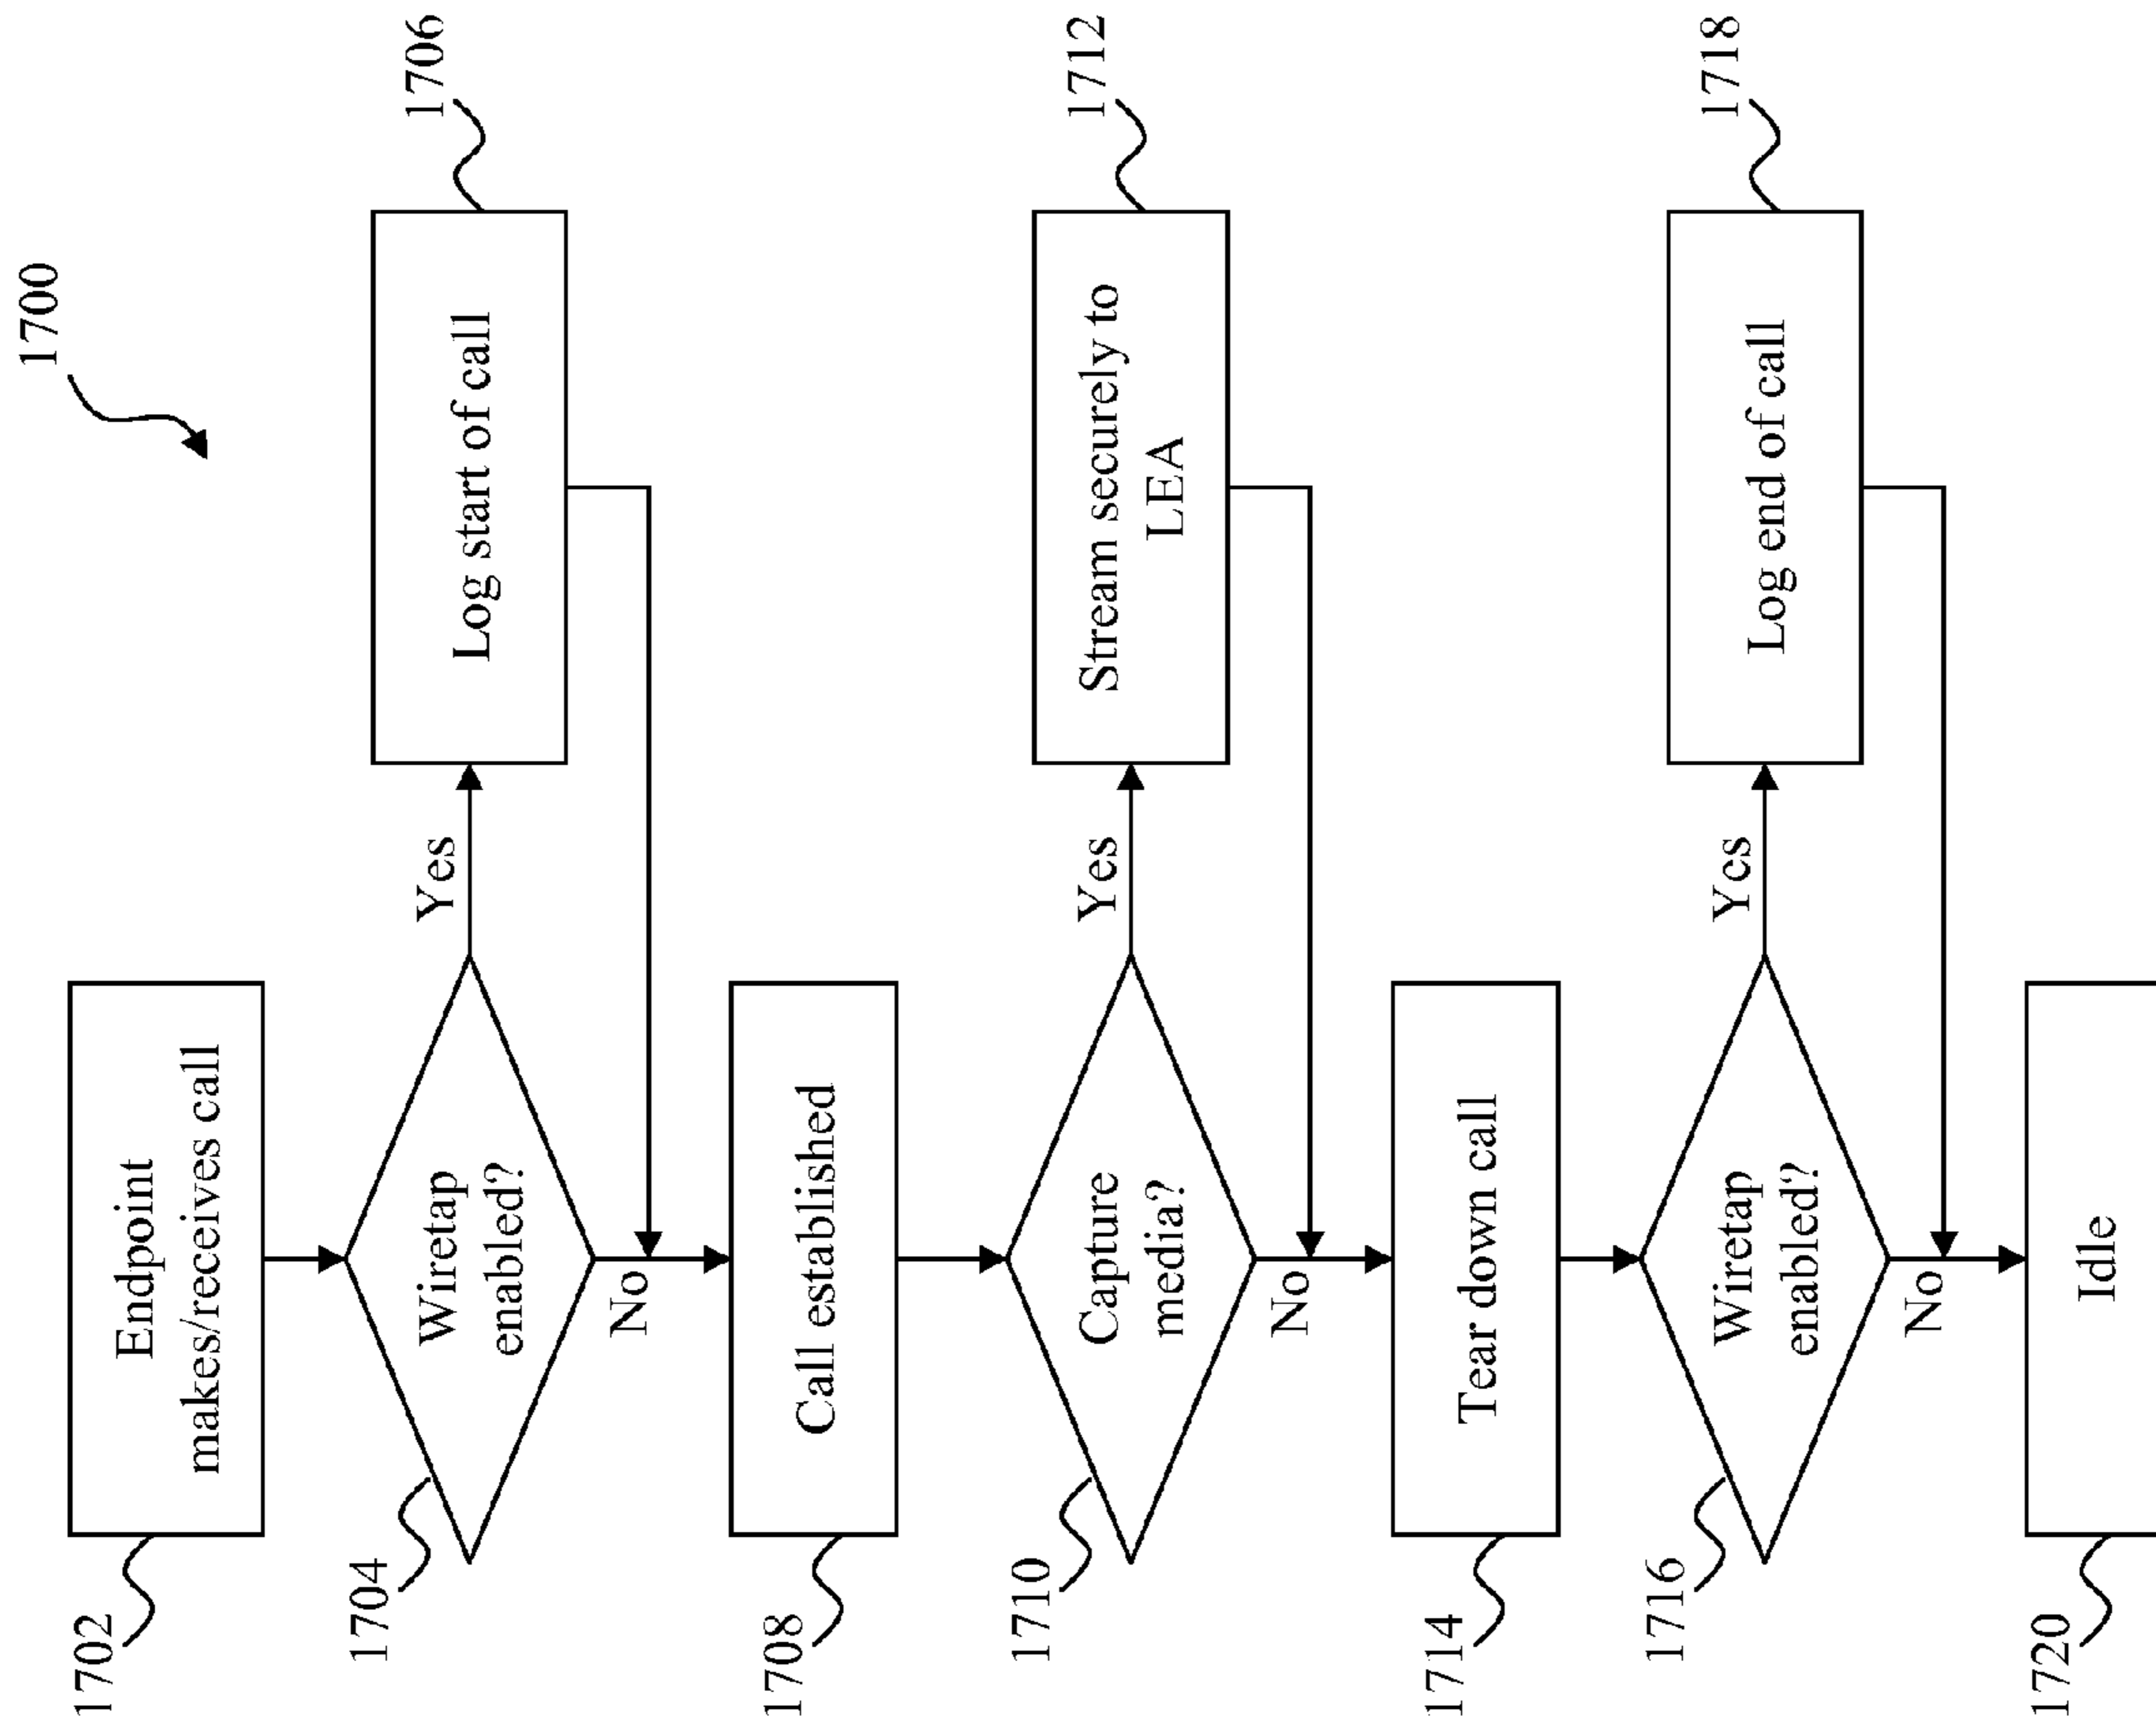 1700
1702
Endpoint
makes/receives call
1704
Wiretap
enabled?
Yes
1706
Log start of call
No
1708
Call established
1710
Capture
media?
Yes
1712
Stream securely to
LEA
No
1714
Tear down call
1716
Wiretap
enabled?
Yes
1718
Log end of call
No
1720
Idle